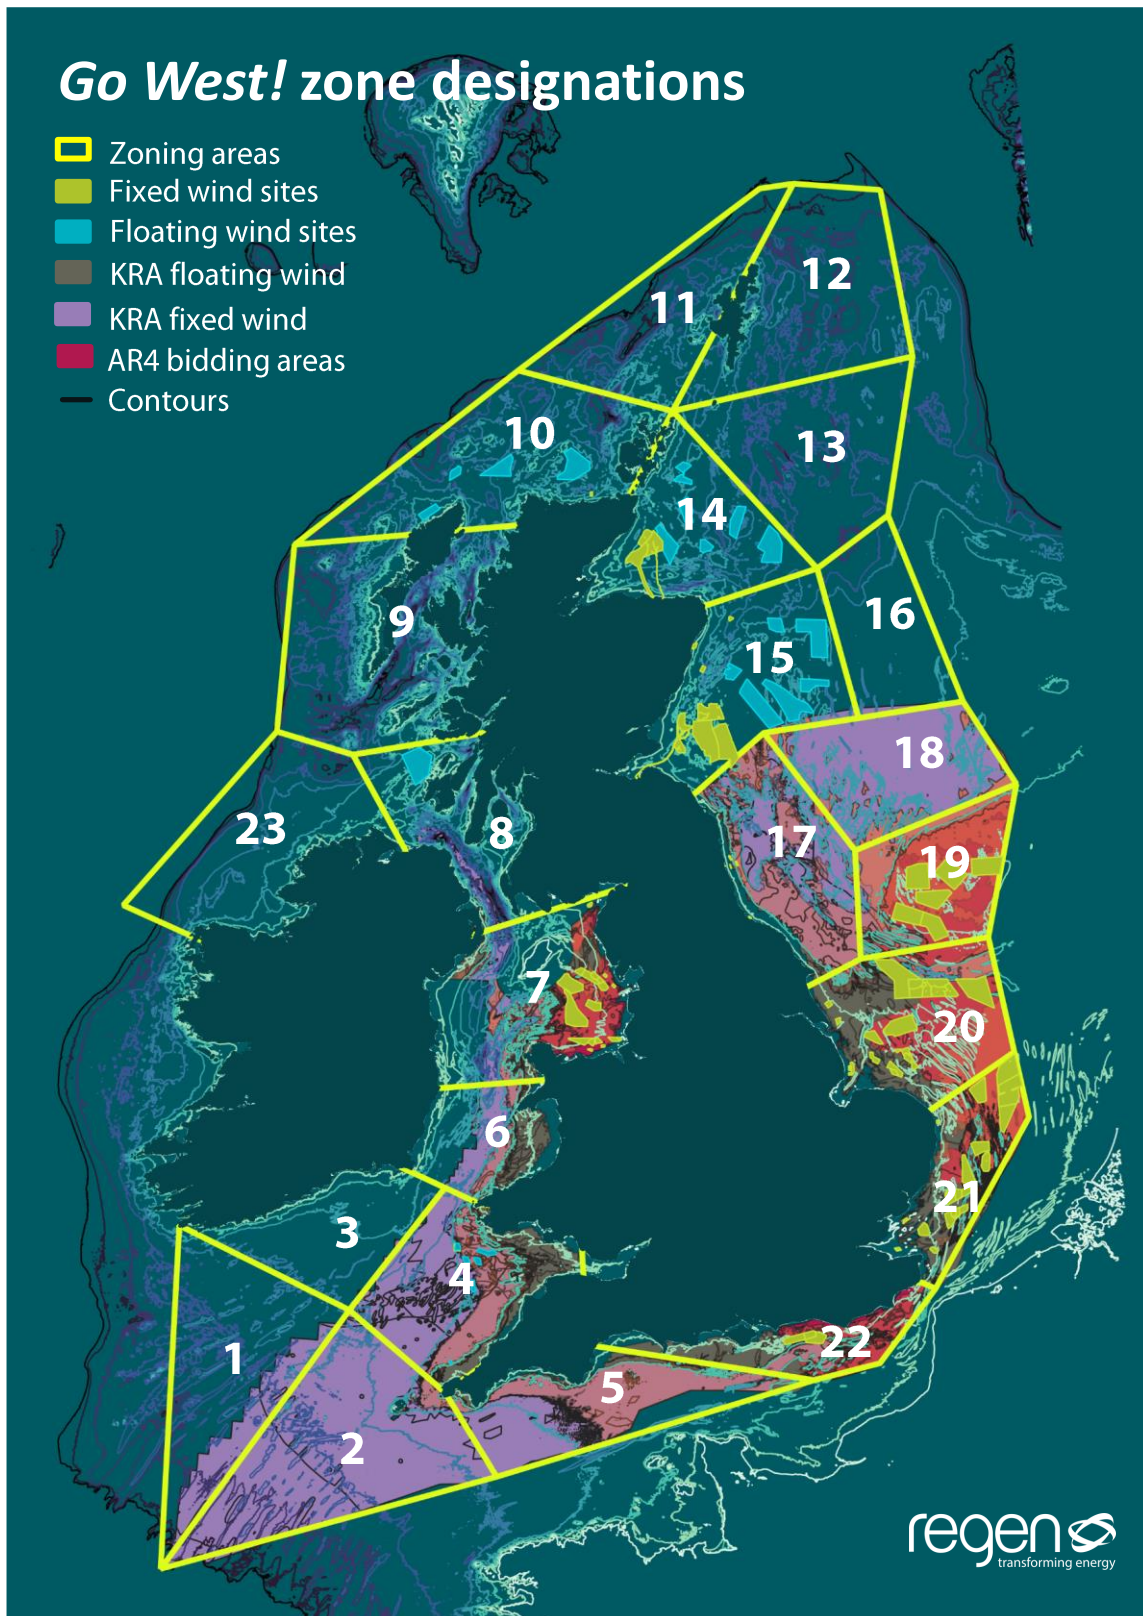 Go West! zone designations
Zoning areas
Fixed wind sites
Floating wind sites
KRA floating wind
KRA fixed wind
AR4 bidding areas
Contours
12
11
10
13
14
16
9
15
18
23
8
17
19
7
20
6
21
3
4
22
1
5
2
regen
transforming energy